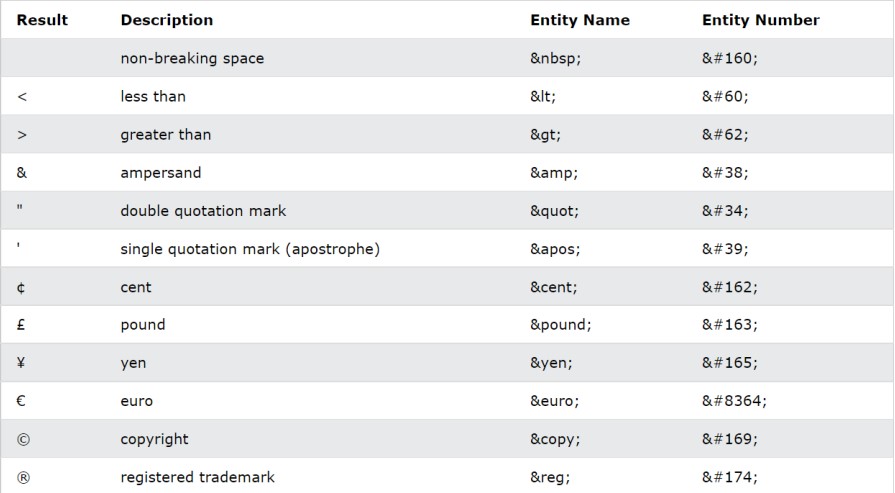 Result Description Entity Name Entity Number
non-breaking space &nbsp; &#160;
< less than &lt; &#60;
> greater than &gt; &#62;
& ampersand &amp; &#38;
" double quotation mark &quot; &#34;
' single quotation mark (apostrophe) &apos; &#39;
¢ cent &cent; &#162;
£ pound &pound; &#163;
¥ yen &yen; &#165;
€ euro &euro; &#8364;
© copyright &copy; &#169;
® registered trademark &reg; &#174;